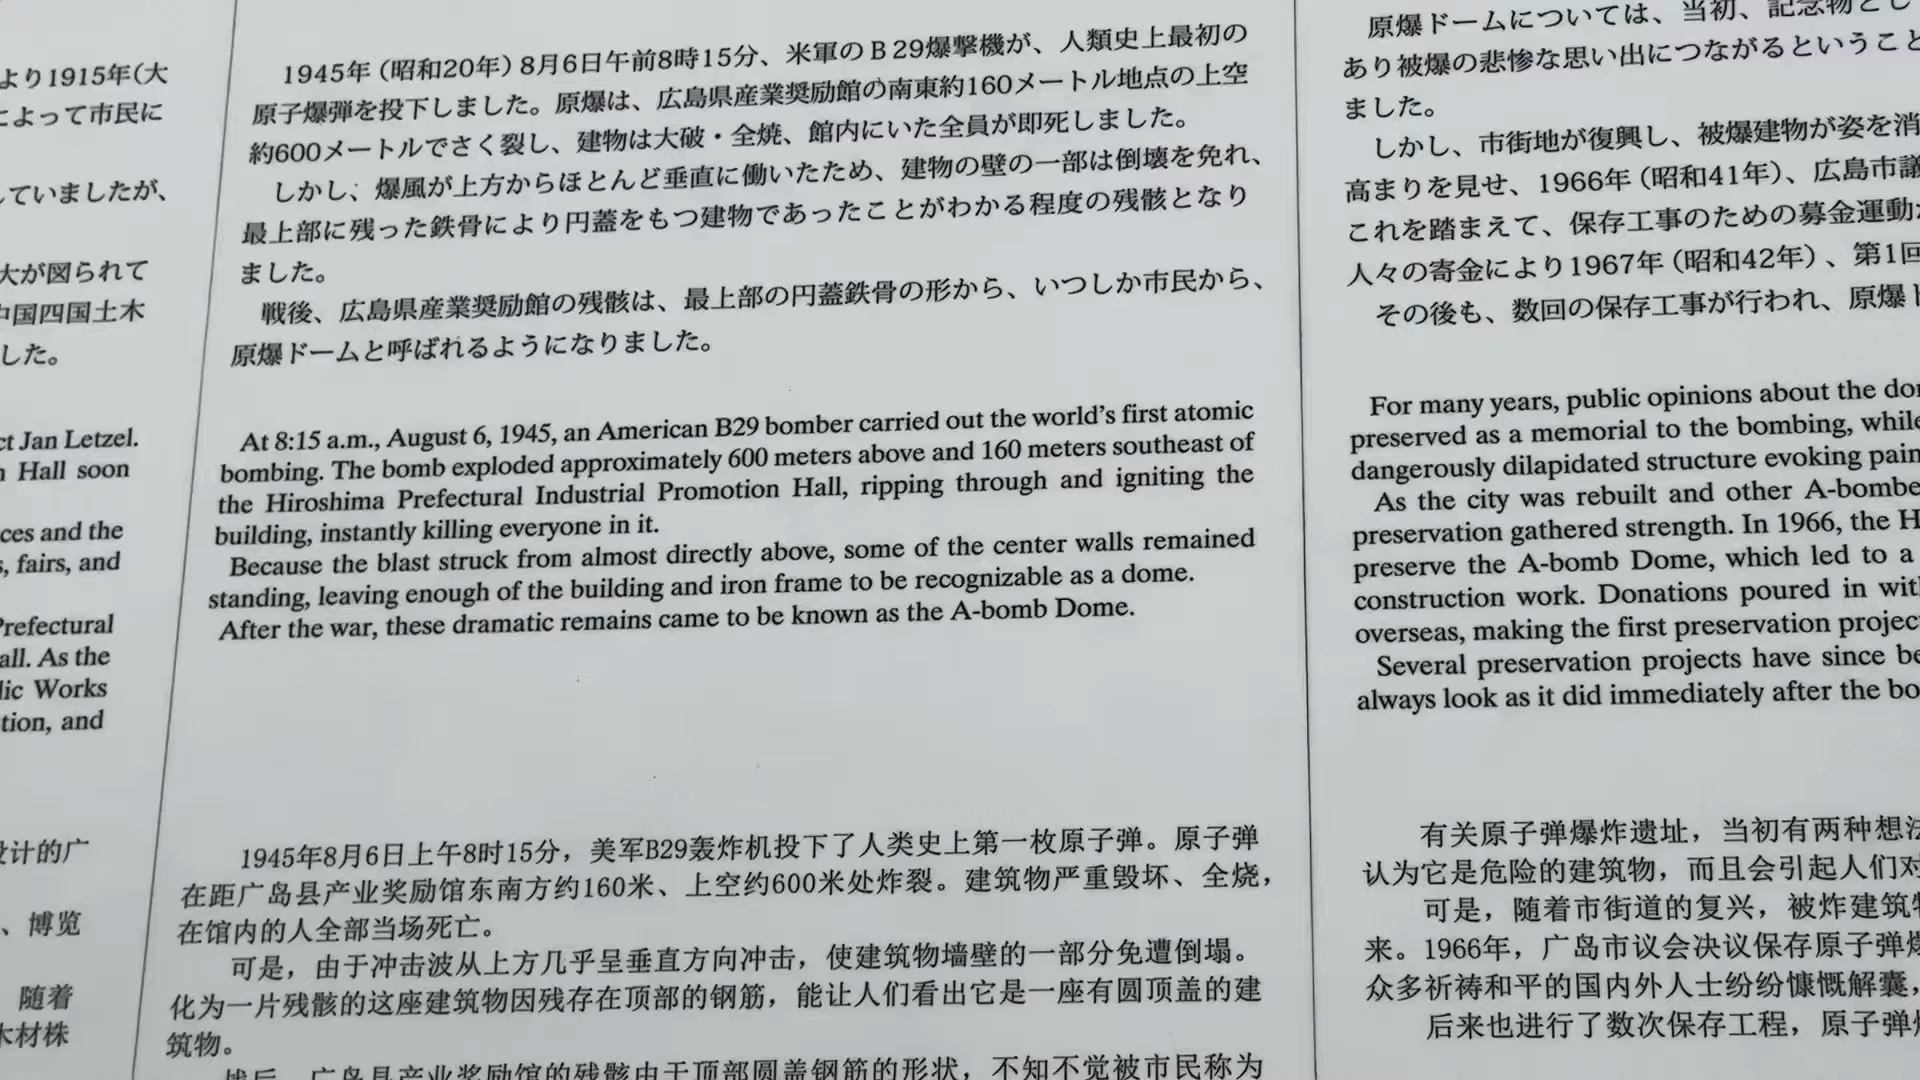 より1915年(大
によって市民に
していましたが、
大が図られて
中国四国土木
した。
ct Jan Letzel.
n Hall soon
ces and the
s, fairs, and
Prefectural
all. As the
lic Works
tion, and
设计的广
、博览
随着
木材株
1945年（昭和20年）8月6日午前8時15分、米軍のB29爆撃機が、人類史上最初の
原子爆弾を投下しました。原爆は、広島県産業奨励館の南東約160メートル地点の上空
約600メートルでさく裂し、建物は大破・全焼、館内にいた全員が即死しました。
しかし、爆風が上方からほとんど垂直に働いたため、建物の壁の一部は倒壊を免れ、
最上部に残った鉄骨により円蓋をもつ建物であったことがわかる程度の残骸となり
ました。
戦後、広島県産業奨励館の残骸は、最上部の円蓋鉄骨の形から、いつしか市民から、
原爆ドームと呼ばれるようになりました。
At 8:15 a.m., August 6, 1945, an American B29 bomber carried out the world's first atomic
bombing. The bomb exploded approximately 600 meters above and 160 meters southeast of
the Hiroshima Prefectural Industrial Promotion Hall, ripping through and igniting the
building, instantly killing everyone in it.
Because the blast struck from almost directly above, some of the center walls remained
standing, leaving enough of the building and iron frame to be recognizable as a dome.
After the war, these dramatic remains came to be known as the A-bomb Dome.
1945年8月6日上午8时15分，美军B29轰炸机投下了人类史上第一枚原子弹。原子弹
在距广岛县产业奖励馆东南方约160米、上空约600米处炸裂。建筑物严重毁坏、全烧，
在馆内的人全部当场死亡。
可是，由于冲击波从上方几乎呈垂直方向冲击，使建筑物墙壁的一部分免遭倒塌。
化为一片残骸的这座建筑物因残存在顶部的钢筋，能让人们看出它是一座有圆顶盖的建
筑物。
战后，广岛县产业奖励馆的残骸由于顶部圆盖钢筋的形状，不知不觉被市民称为
原爆ドームについては、当初、記念物とし
あり被爆の悲惨な思い出につながるということ
ました。
しかし、市街地が復興し、被爆建物が姿を消
高まりを見せ、1966年（昭和41年）、広島市議
これを踏まえて、保存工事のための募金運動が
人々の寄金により1967年（昭和42年）、第1回
その後も、数回の保存工事が行われ、原爆ド
For many years, public opinions about the dom
preserved as a memorial to the bombing, while
dangerously dilapidated structure evoking pain
As the city was rebuilt and other A-bombe
preservation gathered strength. In 1966, the H
preserve the A-bomb Dome, which led to a
construction work. Donations poured in wit
overseas, making the first preservation projec
Several preservation projects have since be
always look as it did immediately after the bo
有关原子弹爆炸遗址，当初有两种想法
认为它是危险的建筑物，而且会引起人们对
可是，随着市街道的复兴，被炸建筑物
来。1966年，广岛市议会决议保存原子弹爆
众多祈祷和平的国内外人士纷纷慷慨解囊，
后来也进行了数次保存工程，原子弹爆